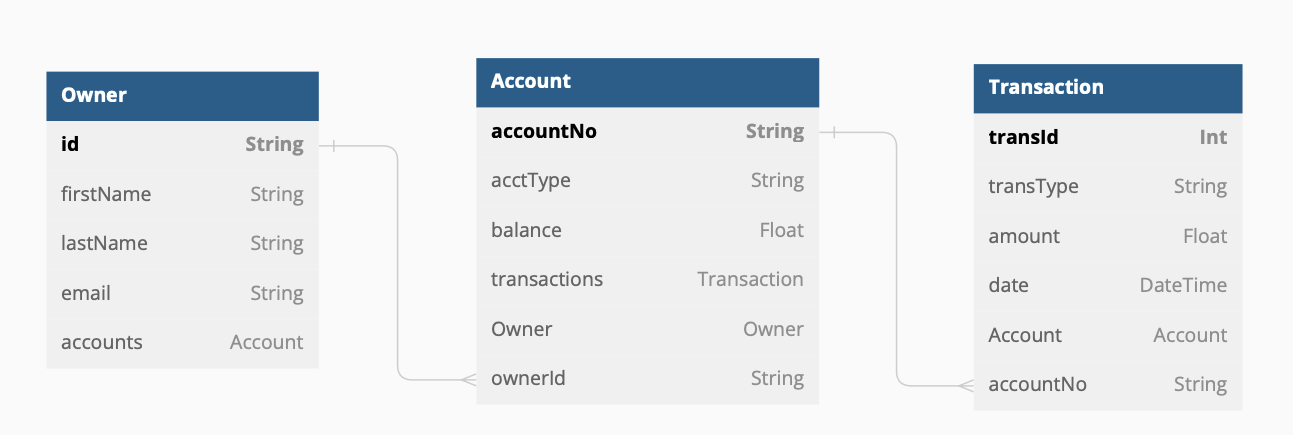 Owner
id String
firstName String
lastName String
email String
accounts Account
Account
accountNo String
acctType String
balance Float
transactions Transaction
Owner Owner
ownerId String
Transaction
transId Int
transType String
amount Float
date DateTime
Account Account
accountNo String